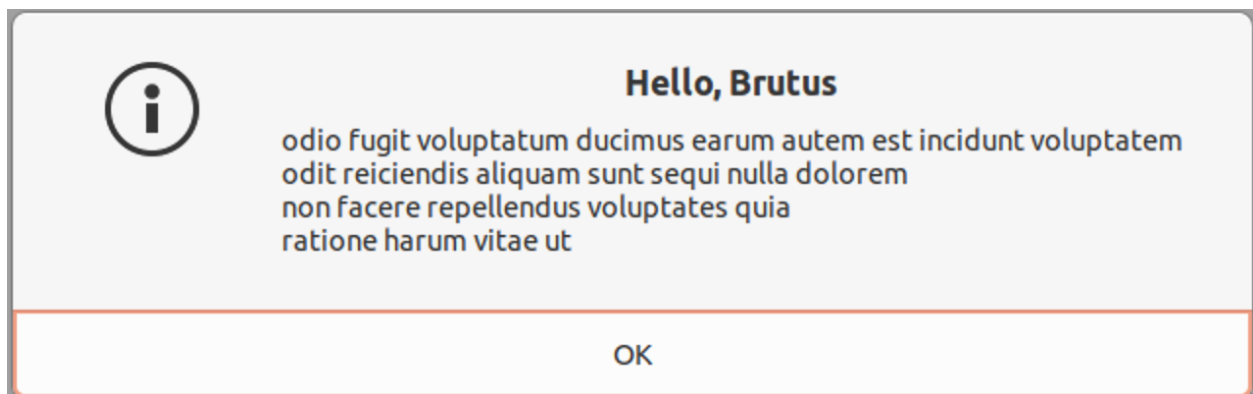 Hello, Brutus
odio fugit voluptatum ducimus earum autem est incidunt voluptatem
odit reiciendis aliquam sunt sequi nulla dolorem
non facere repellendus voluptates quia
ratione harum vitae ut
OK